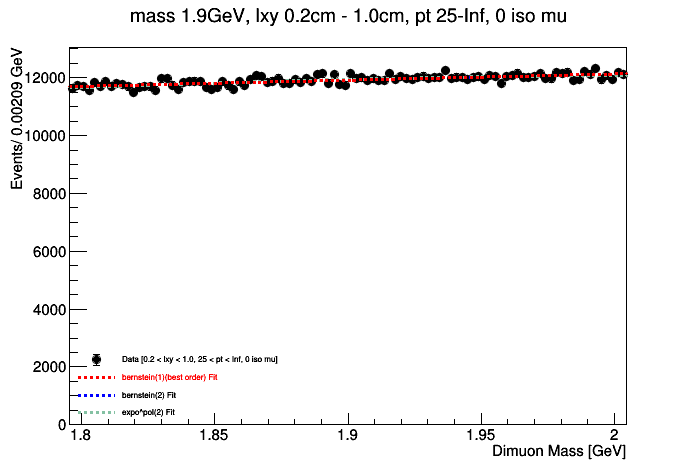 mass 1.9GeV, lxy 0.2cm - 1.0cm, pt 25-Inf, 0 iso mu
Events/ 0.00209 GeV
12000
10000
8000
6000
4000
2000
0
Data [0.2 < lxy < 1.0, 25 < pt < Inf, 0 iso mu]
bernstein(1)(best order) Fit
bernstein(2) Fit
expo^pol(2) Fit
1.8 1.85 1.9 1.95 2
Dimuon Mass [GeV]